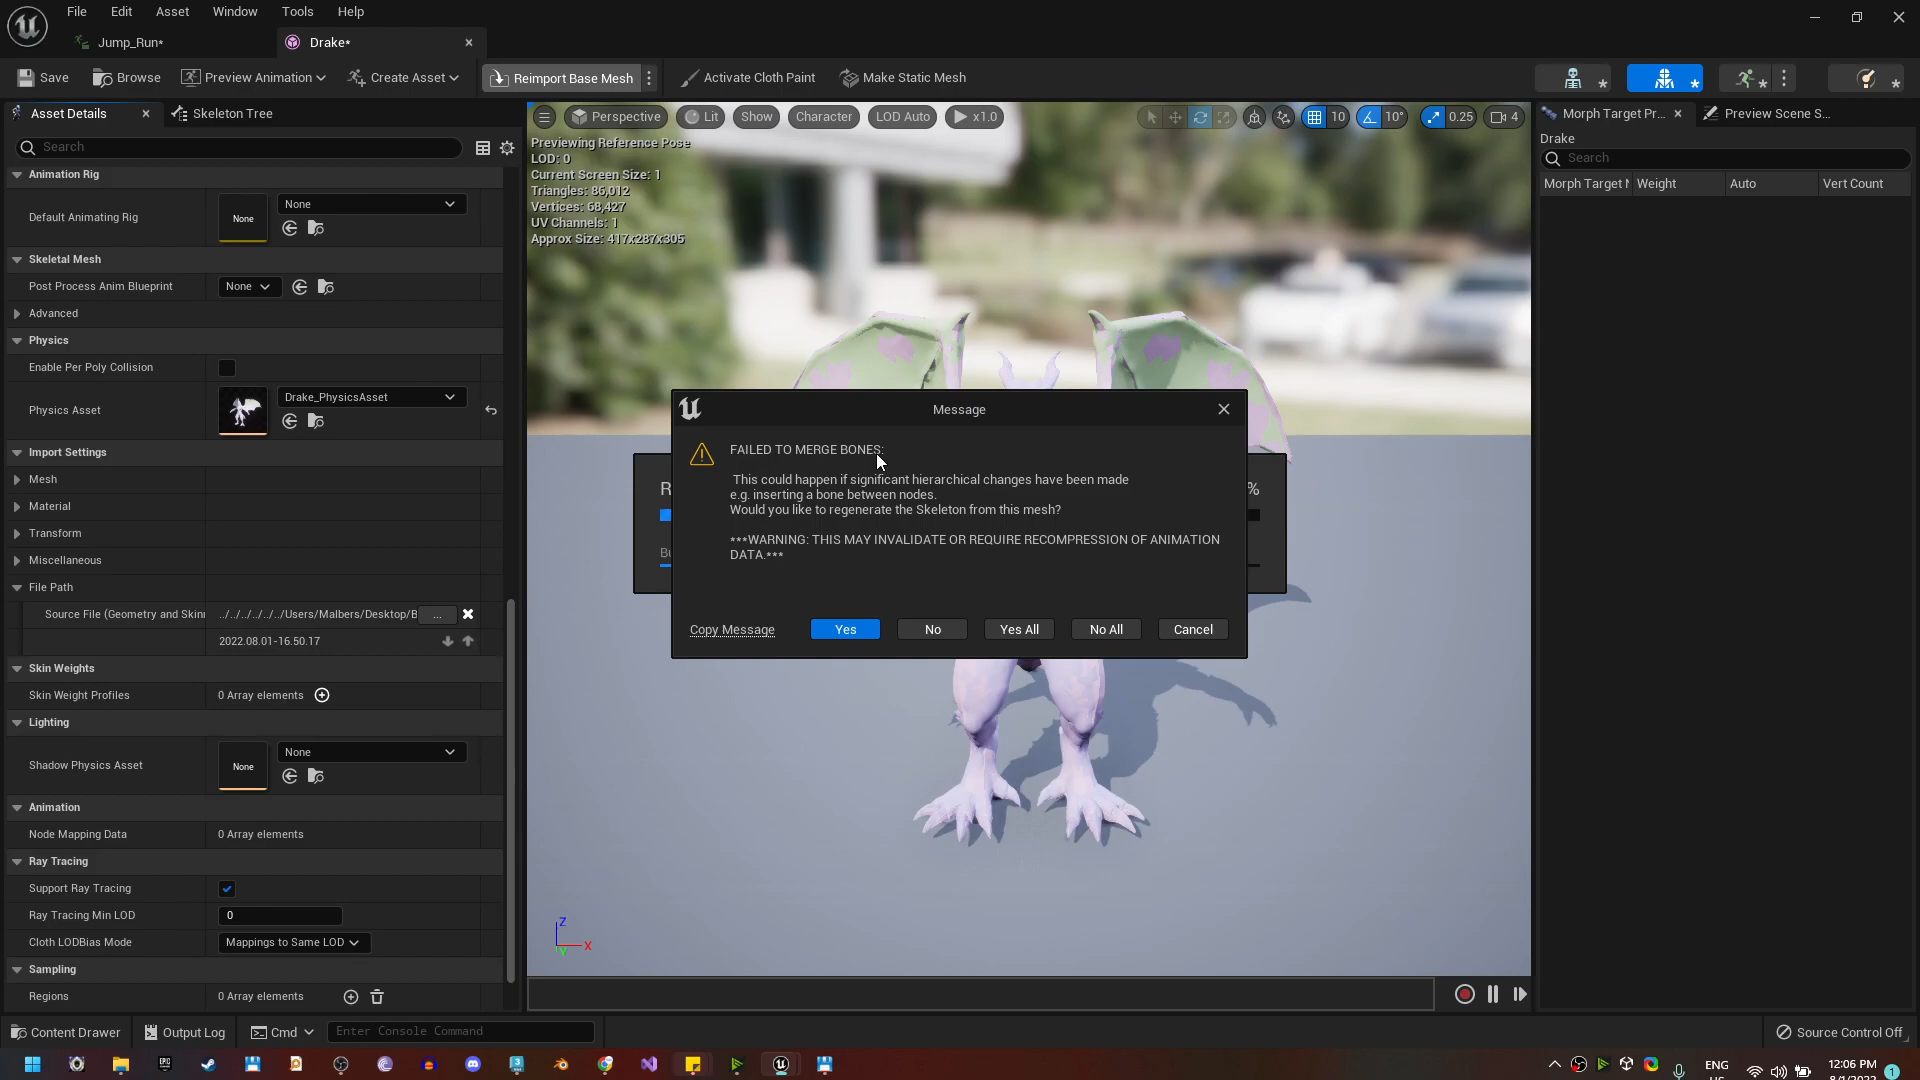 File Edit Asset Window Tools Help
Jump_Run* Drake*
Save Browse Preview Animation Create Asset Reimport Base Mesh Activate Cloth Paint Make Static Mesh
Asset Details Skeleton Tree
Search
Animation Rig
Default Animating Rig None None
Skeletal Mesh
Post Process Anim Blueprint None
Advanced
Physics
Enable Per Poly Collision
Physics Asset Drake_PhysicsAsset
Import Settings
Mesh
Material
Transform
Miscellaneous
File Path
Source File (Geometry and Skinn ../../../../../Users/Malbers/Desktop/B ...
2022.08.01-16.50.17
Skin Weights
Skin Weight Profiles 0 Array elements
Lighting
Shadow Physics Asset None None
Animation
Node Mapping Data 0 Array elements
Ray Tracing
Support Ray Tracing
Ray Tracing Min LOD 0
Cloth LODBias Mode Mappings to Same LOD
Sampling
Regions 0 Array elements
Perspective Lit Show Character LOD Auto x1.0 10 10° 0.25 4
Previewing Reference Pose
LOD: 0
Current Screen Size: 1
Triangles: 86,012
Vertices: 68,427
UV Channels: 1
Approx Size: 417x287x305
Message
FAILED TO MERGE BONES:
This could happen if significant hierarchical changes have been made
e.g. inserting a bone between nodes.
Would you like to regenerate the Skeleton from this mesh?
***WARNING: THIS MAY INVALIDATE OR REQUIRE RECOMPRESSION OF ANIMATION
DATA.***
Copy Message Yes No Yes All No All Cancel
R %
Bu
Z
X
Y
Morph Target Pr... Preview Scene S...
Drake
Search
Morph Target N Weight Auto Vert Count
Content Drawer Output Log Cmd Enter Console Command Source Control Off
ENG 12:06 PM
8/1/2022 1